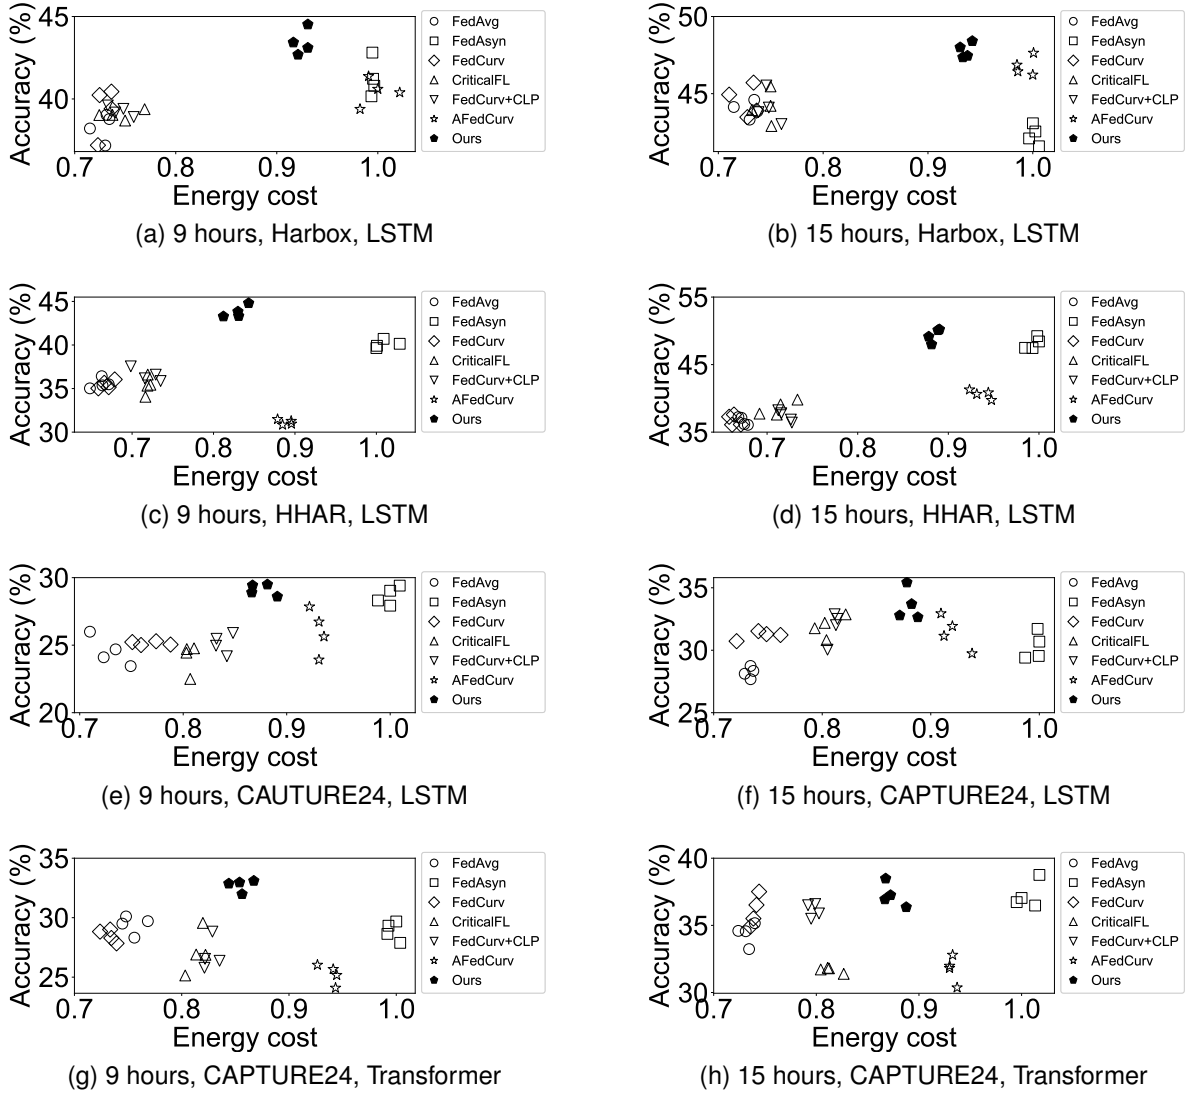 45
40
Accuracy (%)
0.7 0.8 0.9 1.0
Energy cost
FedAvg
FedAsyn
FedCurv
CriticalFL
FedCurv+CLP
AFedCurv
Ours
(a) 9 hours, Harbox, LSTM
50
45
Accuracy (%)
0.7 0.8 0.9 1.0
Energy cost
FedAvg
FedAsyn
FedCurv
CriticalFL
FedCurv+CLP
AFedCurv
Ours
(b) 15 hours, Harbox, LSTM
45
40
35
30
Accuracy (%)
0.7 0.8 0.9 1.0
Energy cost
FedAvg
FedAsyn
FedCurv
CriticalFL
FedCurv+CLP
AFedCurv
Ours
(c) 9 hours, HHAR, LSTM
55
45
35
Accuracy (%)
0.7 0.8 0.9 1.0
Energy cost
FedAvg
FedAsyn
FedCurv
CriticalFL
FedCurv+CLP
AFedCurv
Ours
(d) 15 hours, HHAR, LSTM
30
25
20
Accuracy (%)
0.7 0.8 0.9 1.0
Energy cost
FedAvg
FedAsyn
FedCurv
CriticalFL
FedCurv+CLP
AFedCurv
Ours
(e) 9 hours, CAUTURE24, LSTM
35
30
25
Accuracy (%)
0.7 0.8 0.9 1.0
Energy cost
FedAvg
FedAsyn
FedCurv
CriticalFL
FedCurv+CLP
AFedCurv
Ours
(f) 15 hours, CAPTURE24, LSTM
35
30
25
Accuracy (%)
0.7 0.8 0.9 1.0
Energy cost
FedAvg
FedAsyn
FedCurv
CriticalFL
FedCurv+CLP
AFedCurv
Ours
(g) 9 hours, CAPTURE24, Transformer
40
35
30
Accuracy (%)
0.7 0.8 0.9 1.0
Energy cost
FedAvg
FedAsyn
FedCurv
CriticalFL
FedCurv+CLP
AFedCurv
Ours
(h) 15 hours, CAPTURE24, Transformer